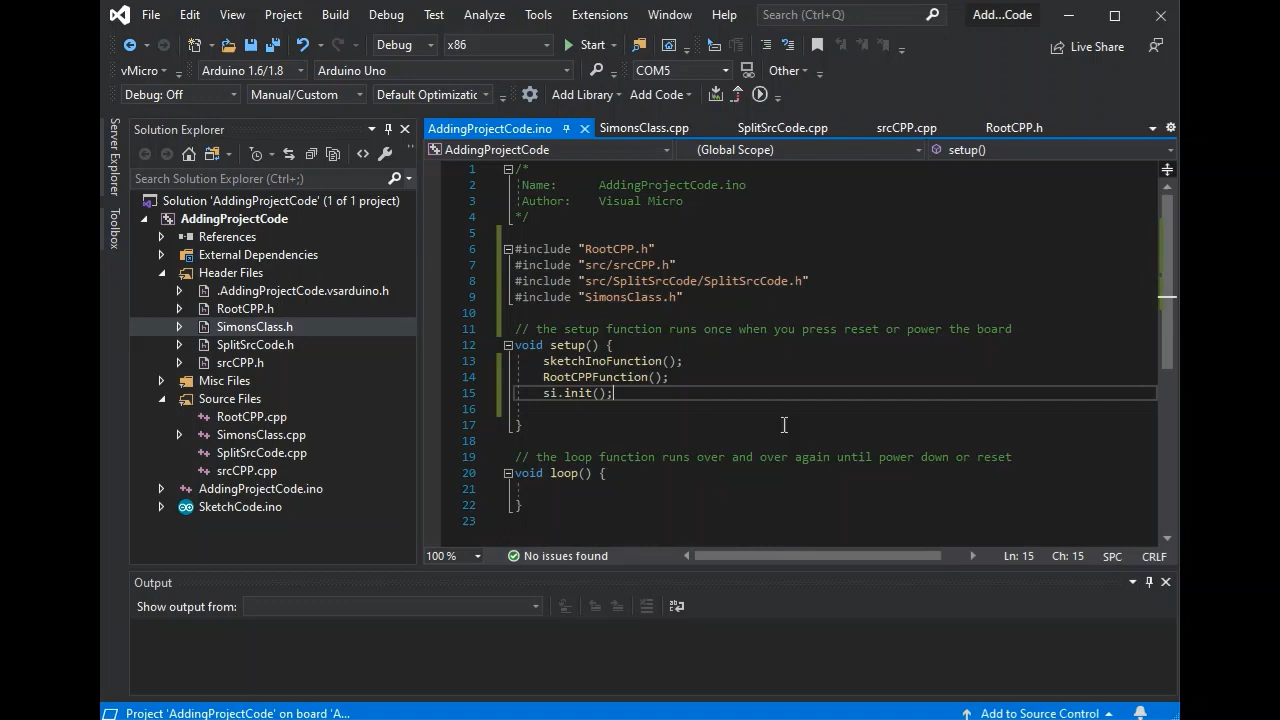 File Edit View Project Build Debug Test Analyze Tools Extensions Window Help Search (Ctrl+Q) Add...Code
Debug x86 Start Live Share
vMicro Arduino 1.6/1.8 Arduino Uno COM5 Other
Debug: Off Manual/Custom Default Optimizatic Add Library Add Code
Server Explorer
Toolbox
Solution Explorer
Search Solution Explorer (Ctrl+;)
Solution 'AddingProjectCode' (1 of 1 project)
AddingProjectCode
References
External Dependencies
Header Files
.AddingProjectCode.vsarduino.h
RootCPP.h
SimonsClass.h
SplitSrcCode.h
srcCPP.h
Misc Files
Source Files
RootCPP.cpp
SimonsClass.cpp
SplitSrcCode.cpp
srcCPP.cpp
AddingProjectCode.ino
SketchCode.ino
AddingProjectCode.ino SimonsClass.cpp SplitSrcCode.cpp srcCPP.cpp RootCPP.h
AddingProjectCode (Global Scope) setup()
1 /*
2 Name: AddingProjectCode.ino
3 Author: Visual Micro
4 */
5
6 #include "RootCPP.h"
7 #include "src/srcCPP.h"
8 #include "src/SplitSrcCode/SplitSrcCode.h"
9 #include "SimonsClass.h"
10
11 // the setup function runs once when you press reset or power the board
12 void setup() {
13 sketchInoFunction();
14 RootCPPFunction();
15 si.init();
16
17 }
18
19 // the loop function runs over and over again until power down or reset
20 void loop() {
21
22 }
23
100 % No issues found Ln: 15 Ch: 15 SPC CRLF
Output
Show output from:
Project 'AddingProjectCode' on board 'A... Add to Source Control